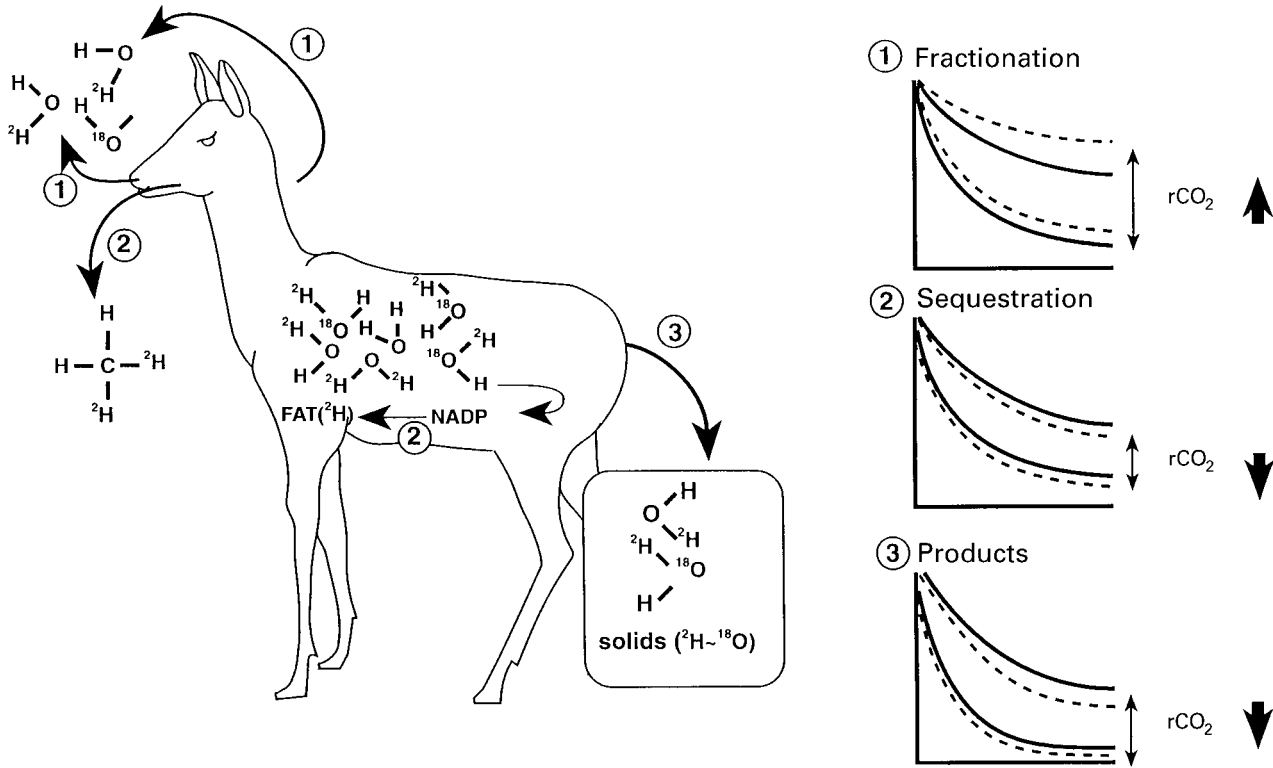 ①
H O
²H
H
O
²H
H
¹⁸O
①
②
H
H C ²H
²H
²H H
¹⁸O
²H
O
H
H
H
O
O
²H ²H
²H
¹⁸O
H
²H
¹⁸O
H
FAT(²H) NADP
②
③
H
O
²H
²H
¹⁸O
H
solids (²H~¹⁸O)
① Fractionation
rCO₂
② Sequestration
rCO₂
③ Products
rCO₂